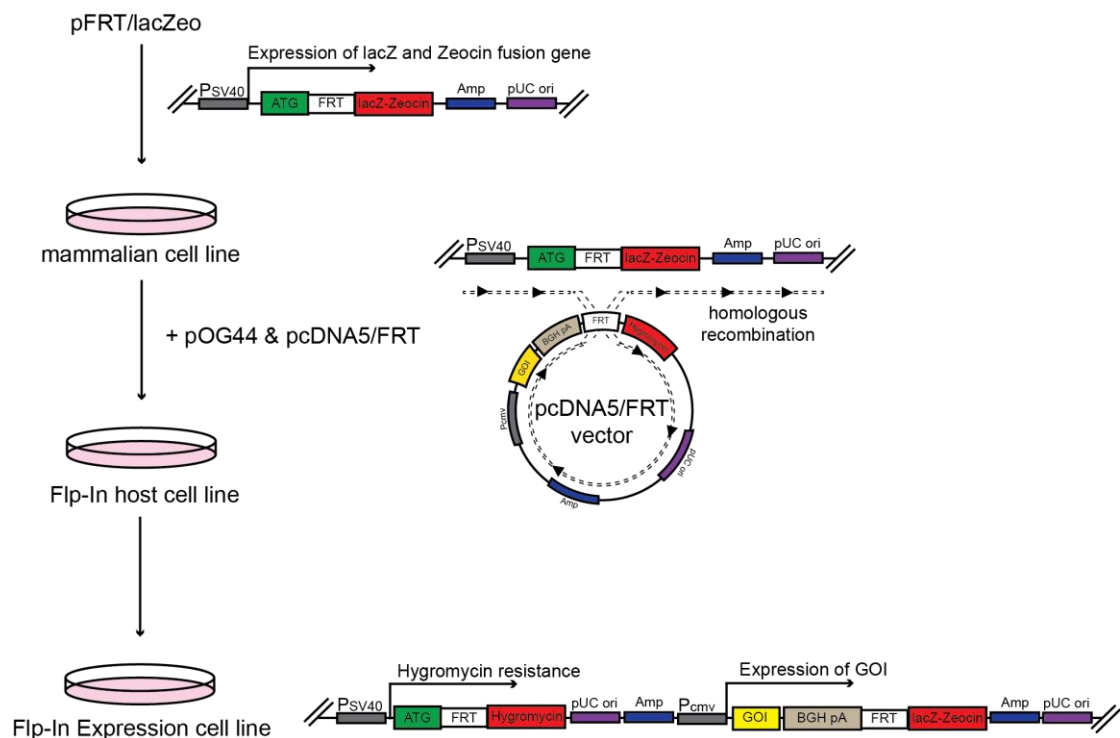 pFRT/lacZeo
Expression of lacZ and Zeocin fusion gene
PSV40
ATG
FRT
lacZ-Zeocin
Amp
pUC ori
mammalian cell line
+ pOG44 & pcDNA5/FRT
PSV40
ATG
FRT
lacZ-Zeocin
Amp
pUC ori
homologous
recombination
FRT
BGH pA
Hygromycin
GOI
Pcmv
pcDNA5/FRT
vector
pUC ori
Amp
Flp-In host cell line
Flp-In Expression cell line
Hygromycin resistance
Expression of GOI
PSV40
ATG
FRT
Hygromycin
pUC ori
Amp
Pcmv
GOI
BGH pA
FRT
lacZ-Zeocin
Amp
pUC ori